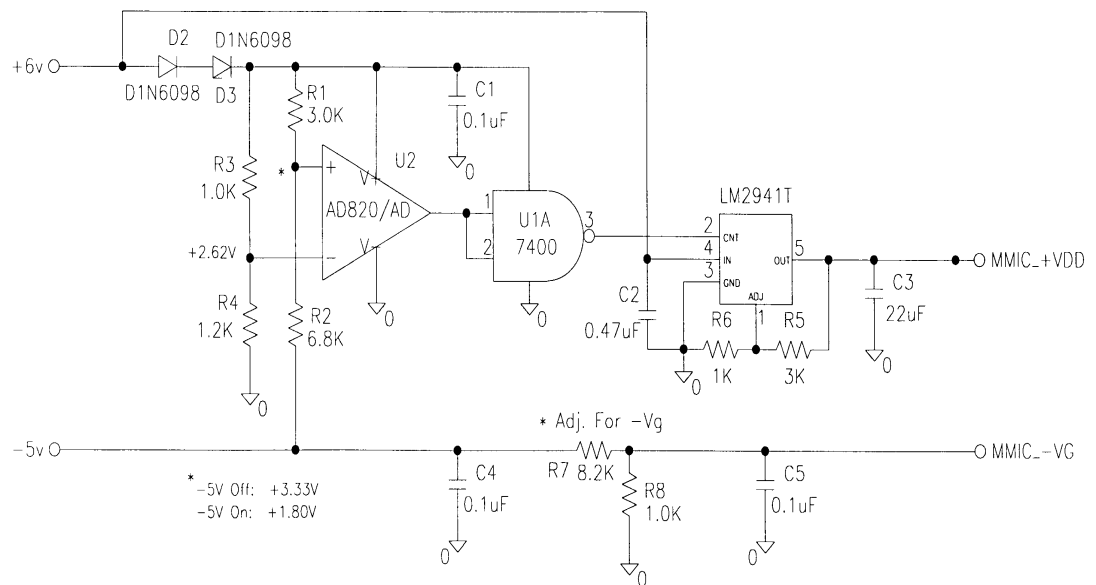 D2
D1N6098
+6v
D1N6098
D3
R1
3.0K
C1
0.1uF
0
U2
*
+
V
+
AD820/AD
V
-
-
0
R3
1.0K
+2.62V
R4
1.2K
0
R2
6.8K
1
2
U1A
7400
3
0
LM2941T
2
CNT
4
IN
3
GND
OUT
5
ADJ
1
C2
0.47uF
R6
1K
R5
3K
0
C3
22uF
0
MMIC_+VDD
* Adj. For -Vg
-5v
*
-5V Off: +3.33V
-5V On: +1.80V
C4
0.1uF
0
R7 8.2K
R8
1.0K
0
C5
0.1uF
0
MMIC_-VG